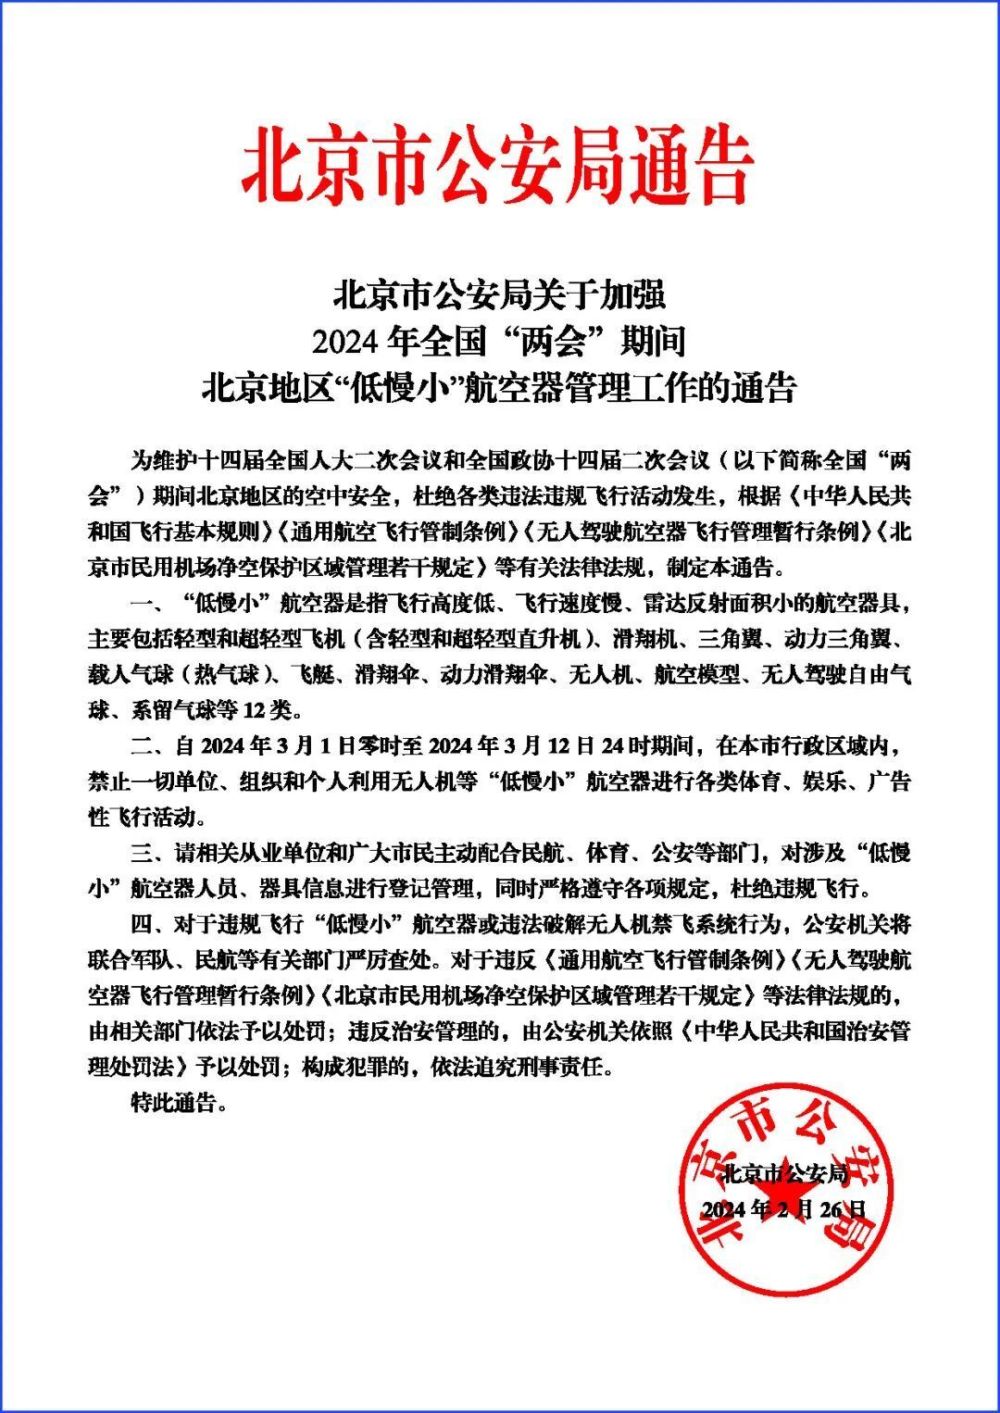 北京市公安局通告
北京市公安局关于加强
2024 年全国“两会”期间
北京地区“低慢小”航空器管理工作的通告
为维护十四届全国人大二次会议和全国政协十四届二次会议（以下简称全国“两
会”）期间北京地区的空中安全，杜绝各类违法违规飞行活动发生，根据《中华人民共
和国飞行基本规则》《通用航空飞行管制条例》《无人驾驶航空器飞行管理暂行条例》《北
京市民用机场净空保护区域管理若干规定》等有关法律法规，制定本通告。
一、“低慢小”航空器是指飞行高度低、飞行速度慢、雷达反射面积小的航空器具，
主要包括轻型和超轻型飞机（含轻型和超轻型直升机）、滑翔机、三角翼、动力三角翼、
载人气球（热气球）、飞艇、滑翔伞、动力滑翔伞、无人机、航空模型、无人驾驶自由气
球、系留气球等 12 类。
二、自 2024 年 3 月 1 日零时至 2024 年 3 月 12 日 24 时期间，在本市行政区域内，
禁止一切单位、组织和个人利用无人机等“低慢小”航空器进行各类体育、娱乐、广告
性飞行活动。
三、请相关从业单位和广大市民主动配合民航、体育、公安等部门，对涉及“低慢
小”航空器人员、器具信息进行登记管理，同时严格遵守各项规定，杜绝违规飞行。
四、对于违规飞行“低慢小”航空器或违法破解无人机禁飞系统行为，公安机关将
联合军队、民航等有关部门严厉查处。对于违反《通用航空飞行管制条例》《无人驾驶航
空器飞行管理暂行条例》《北京市民用机场净空保护区域管理若干规定》等法律法规的，
由相关部门依法予以处罚；违反治安管理的，由公安机关依照《中华人民共和国治安管
理处罚法》予以处罚；构成犯罪的，依法追究刑事责任。
特此通告。
北京市公安局
2024 年 2 月 26 日
北京市公安局